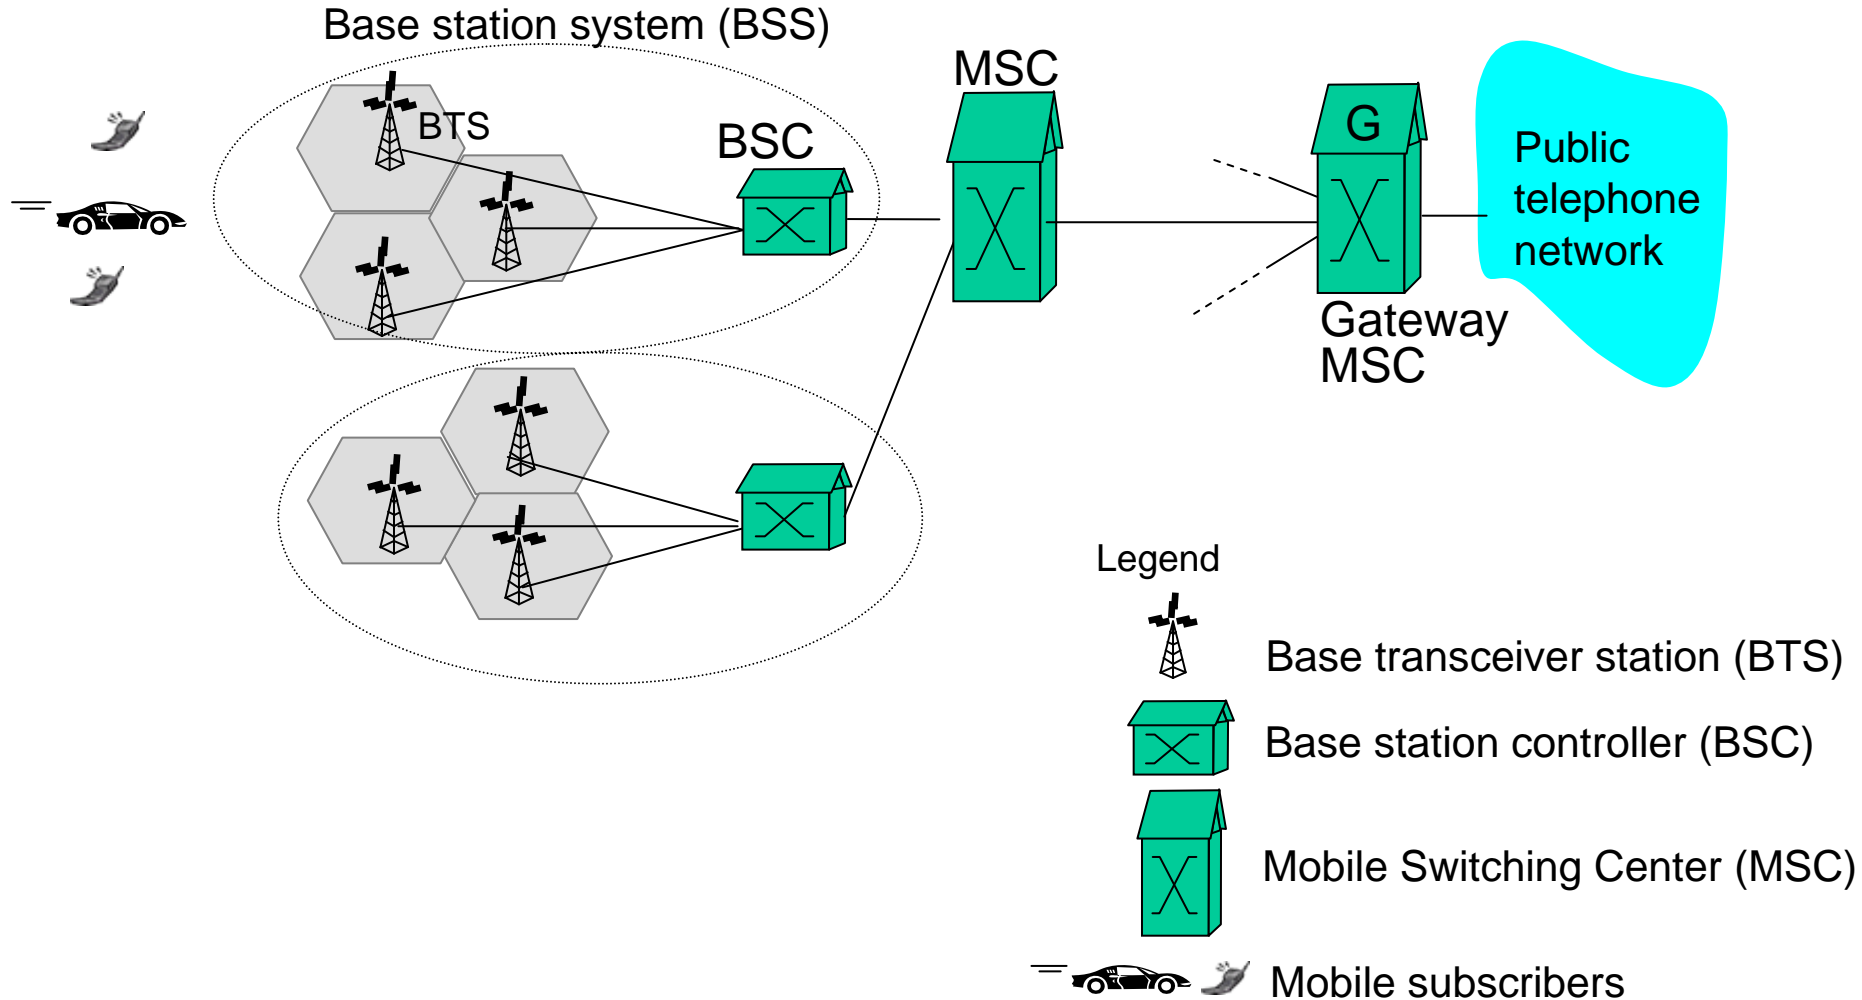 Base station system (BSS)
MSC
BTS
BSC
G
Public
telephone
network
Gateway
MSC
Legend
Base transceiver station (BTS)
Base station controller (BSC)
Mobile Switching Center (MSC)
Mobile subscribers